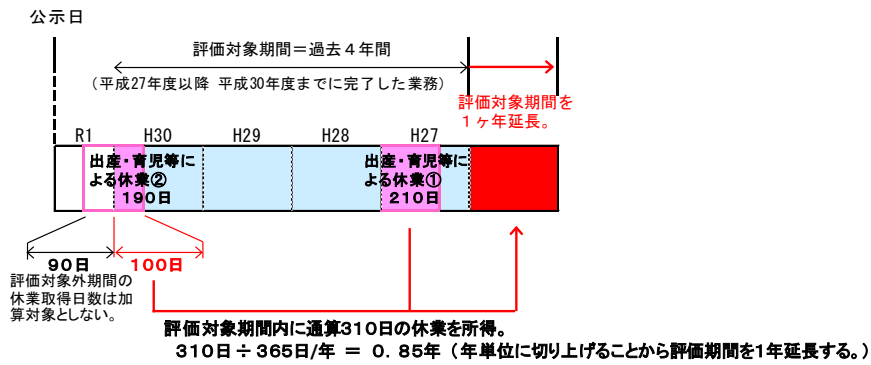 公示日
評価対象期間＝過去４年間
（平成27年度以降 平成30年度までに完了した業務）
評価対象期間を
１ヶ年延長。
R1 H30 H29 H28 H27
出産・育児等に
よる休業②
190日
出産・育児等に
よる休業①
210日
90日
100日
評価対象外期間の
休業取得日数は加
算対象としない。
評価対象期間内に通算310日の休業を所得。
310日÷365日/年 ＝ ０．８５年（年単位に切り上げることから評価期間を1年延長する。）